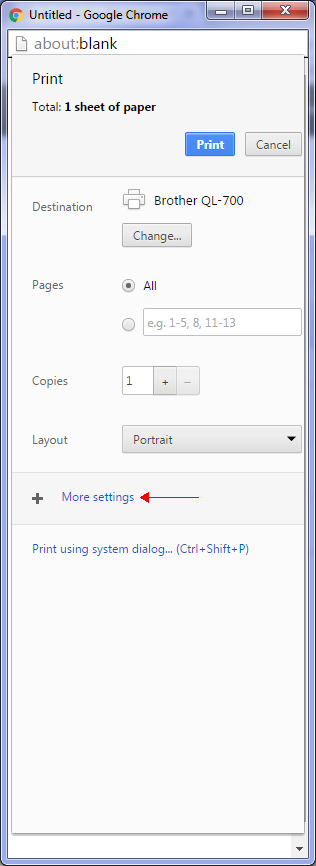 Untitled - Google Chrome
about:blank
Print
Total: 1 sheet of paper
Print Cancel
Destination Brother QL-700
Change...
Pages All
e.g. 1-5, 8, 11-13
Copies 1 + −
Layout Portrait
+ More settings
Print using system dialog... (Ctrl+Shift+P)